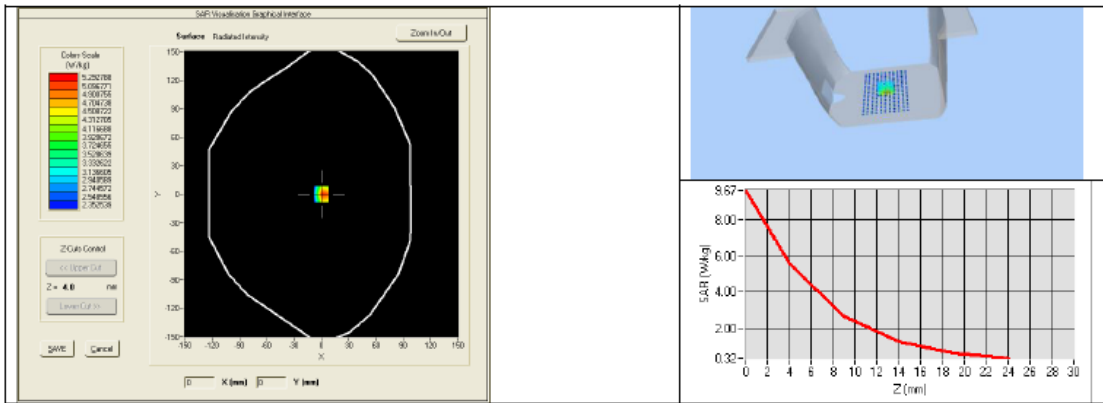 SAR Visualisation Graphical Interface
Surface Radiated Intensity
Zoom In/Out
Colors Scale
(W/kg)
5.292788
5.096771
4.900755
4.704738
4.508722
4.312705
4.116688
3.920672
3.724655
3.528639
3.332622
3.136605
2.940589
2.744572
2.548556
2.352539
Z-Cuts Control
<< Upper Cut
Z = 4.0 mm
Lower Cut >>
SAVE Cancel
150
120
90
60
30
0
-30
-60
-90
-120
-150
Y
-150 -120 -90 -60 -30 0 30 60 90 120 150
X
0 X (mm) 0 Y (mm)
9.67
8.00
6.00
4.00
2.00
0.32
SAR (W/kg)
0 2 4 6 8 10 12 14 16 18 20 22 24 26 28 30
Z (mm)